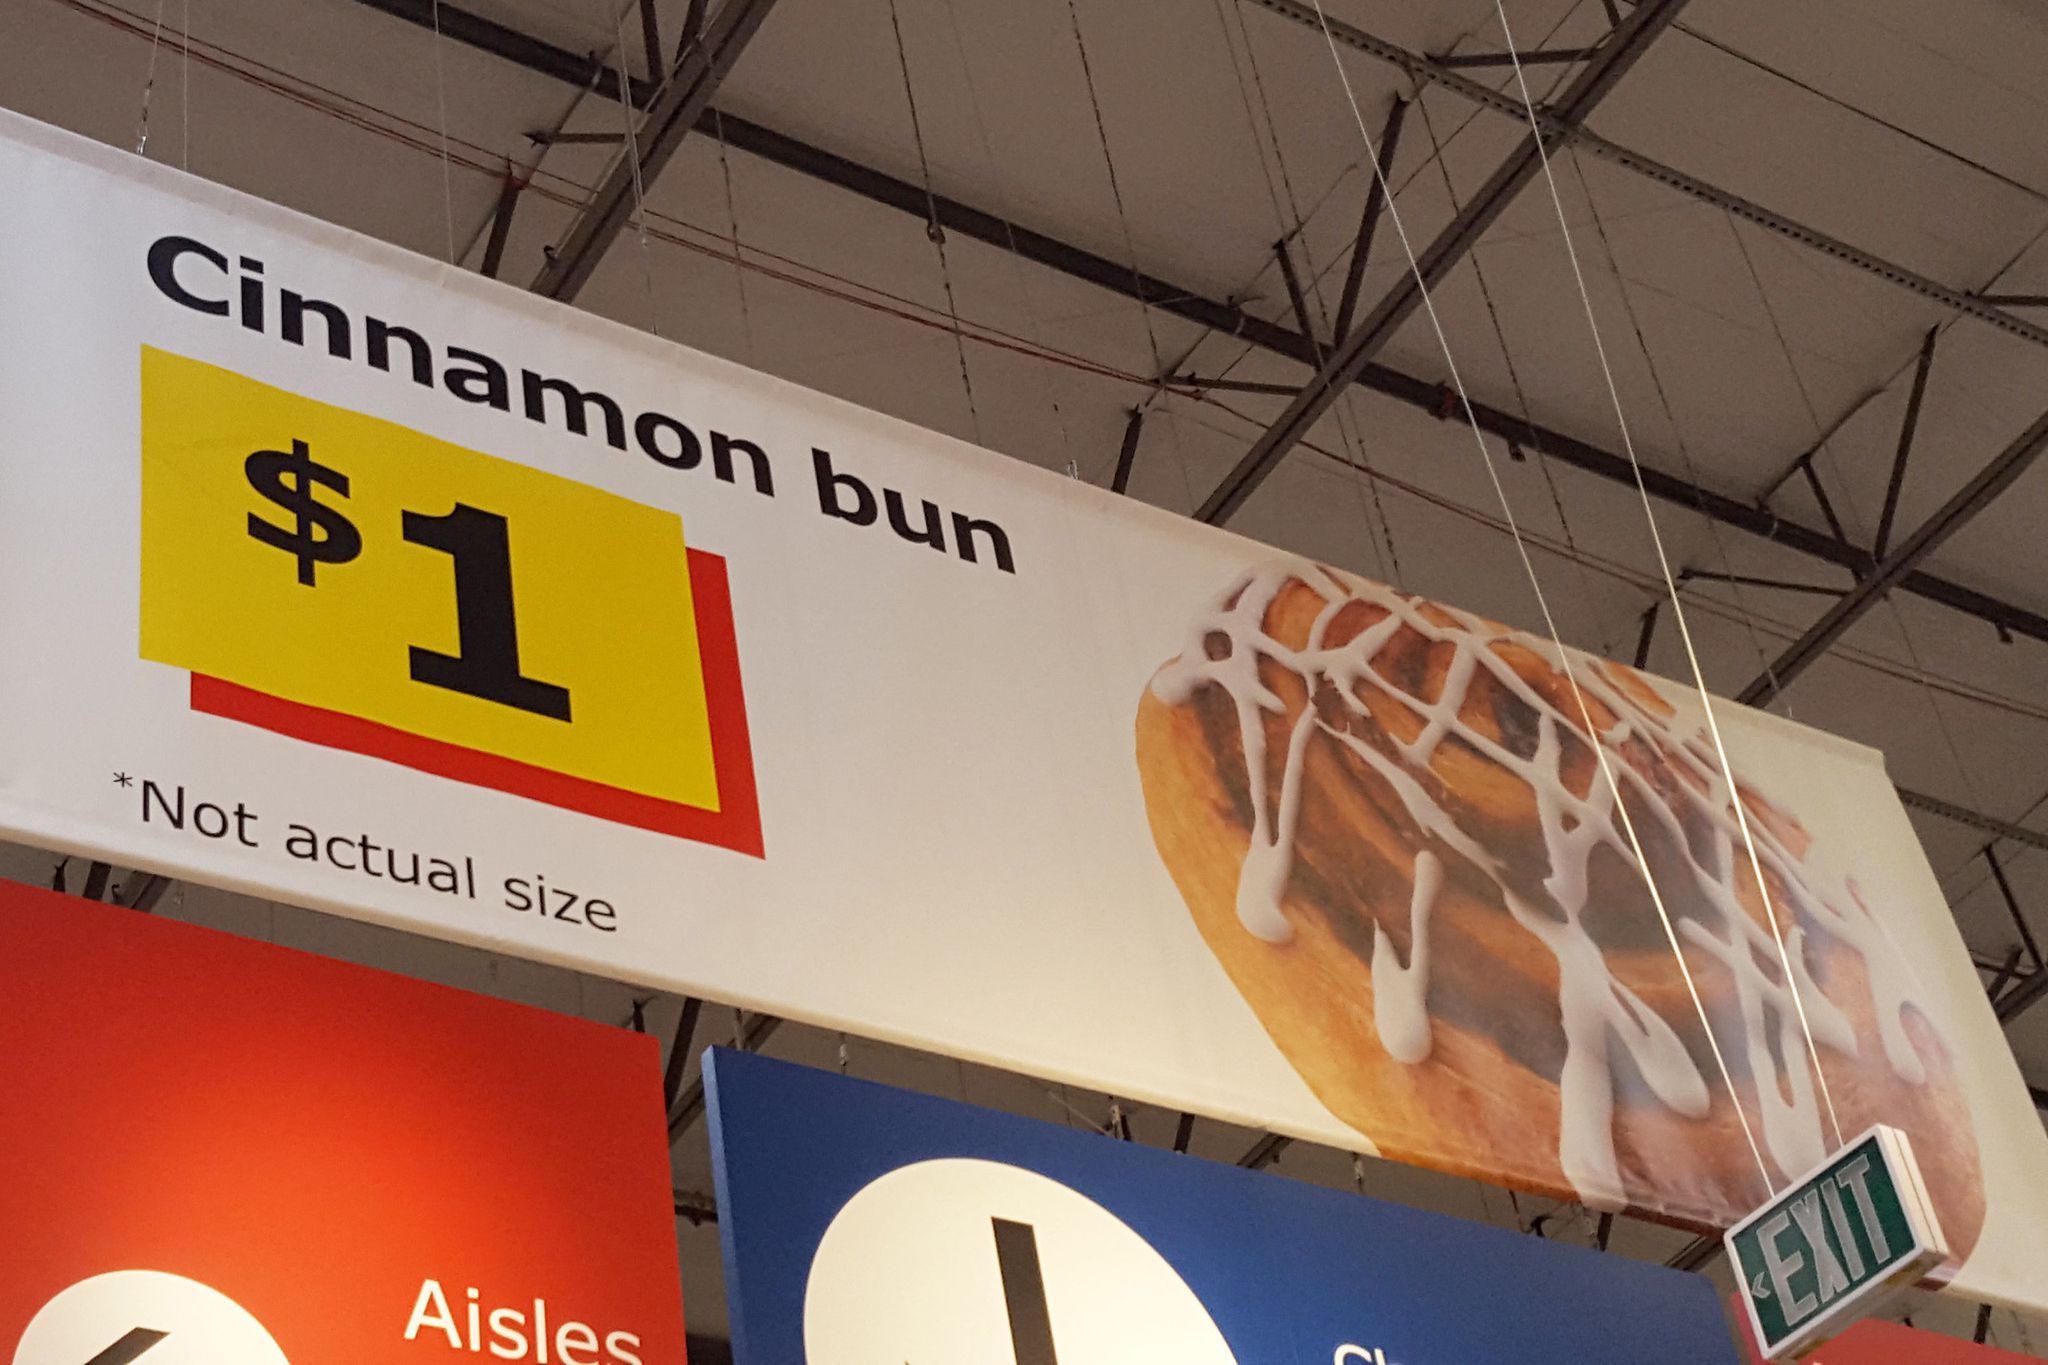 Cinnamon bun
$1
*Not actual size
Aisles
EXIT